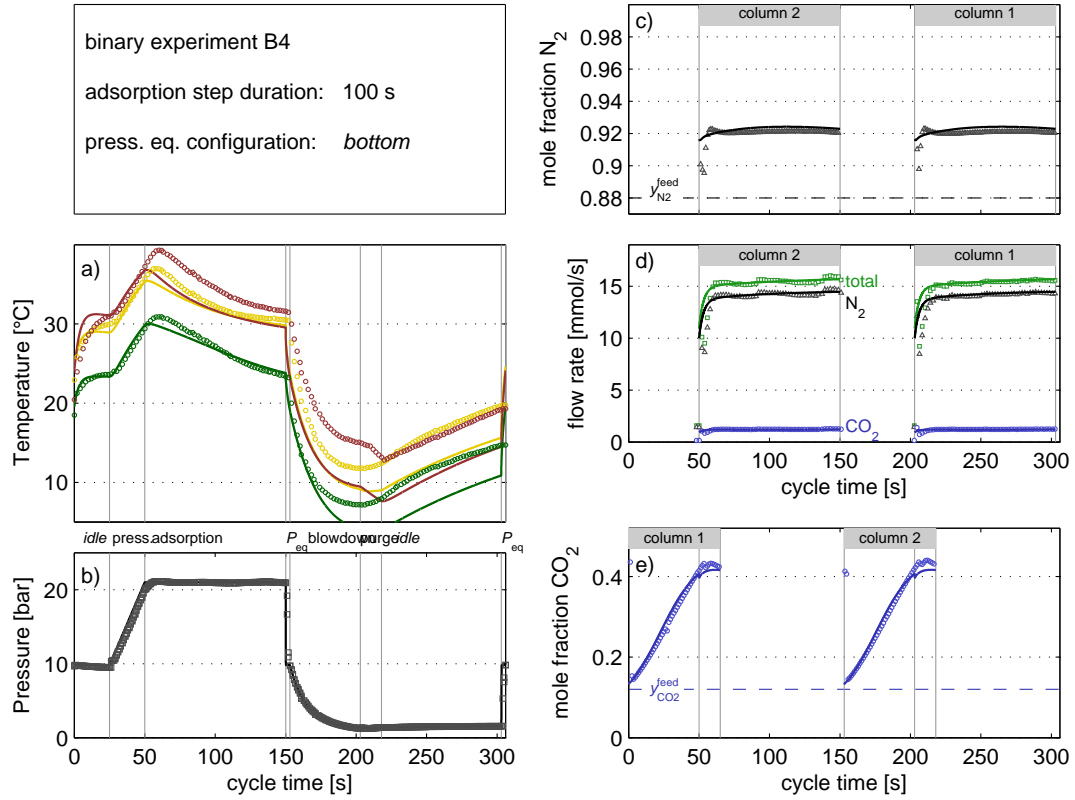 binary experiment B4
adsorption step duration: 100 s
press. eq. configuration: bottom
a)
Temperature [°C]
30
20
10
idle press. adsorption P_eq blowdown purge idle P_eq
b)
Pressure [bar]
20
10
0
0 50 100 150 200 250 300
cycle time [s]
c)
column 2 column 1
mole fraction N₂
0.98
0.96
0.94
0.92
0.9
0.88
y_N2^feed
d)
column 2 column 1
flow rate [mmol/s]
15
10
5
0
total
N₂
CO₂
0 50 100 150 200 250 300
cycle time [s]
e)
column 1 column 2
mole fraction CO₂
0.4
0.2
0
y_CO2^feed
0 50 100 150 200 250 300
cycle time [s]